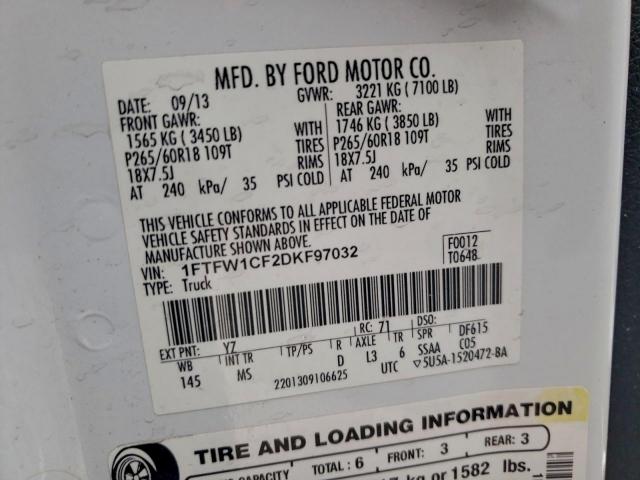 MFD. BY FORD MOTOR CO.
DATE: 09/13 GVWR: 3221 KG ( 7100 LB)
FRONT GAWR: REAR GAWR:
1565 KG ( 3450 LB) WITH 1746 KG ( 3850 LB) WITH
P265/60R18 109T TIRES P265/60R18 109T TIRES
18X7.5J RIMS 18X7.5J RIMS
AT 240 kPa/ 35 PSI COLD AT 240 kPa/ 35 PSI COLD
THIS VEHICLE CONFORMS TO ALL APPLICABLE FEDERAL MOTOR
VEHICLE SAFETY STANDARDS IN EFFECT ON THE DATE OF
MANUFACTURE SHOWN ABOVE.
VIN: 1FTFW1CF2DKF97032 F0012
TYPE: Truck T0648
EXT PNT: YZ RC: 71 DSO:
WB INT TR TP/PS R AXLE TR SPR DF615
145 MS D L3 6 SSAA C05
2201309106625 UTC ▽5U5A-1520472-BA
TIRE AND LOADING INFORMATION
CAPACITY TOTAL : 6 FRONT: 3 REAR: 3
kg or 1582 lbs.